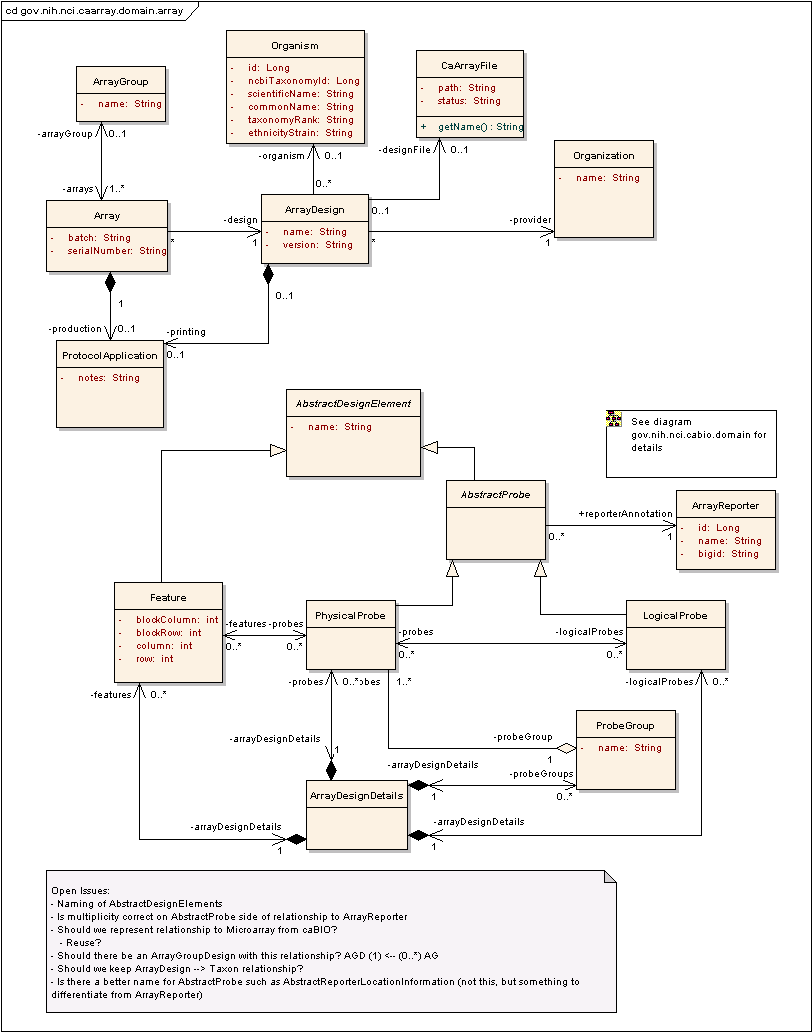 cd gov.nih.nci.caarray.domain.array
Organism
- id: Long
- ncbiTaxonomyId: Long
- scientificName: String
- commonName: String
- taxonomyRank: String
- ethnicityStrain: String
CaArrayFile
- path: String
- status: String
+ getName() : String
ArrayGroup
- name: String
-arrayGroup
0..1
-organism
0..1
-designFile
0..1
Organization
- name: String
-arrays
1..*
0..*
Array
- batch: String
- serialNumber: String
-design
*
1
ArrayDesign
- name: String
- version: String
0..1
-provider
*
1
1
0..1
-production
0..1
-printing
0..1
ProtocolApplication
- notes: String
AbstractDesignElement
- name: String
See diagram
gov.nih.nci.cabio.domain for
details
AbstractProbe
+reporterAnnotation
0..*
1
ArrayReporter
- id: Long
- name: String
- bigid: String
Feature
- blockColumn: int
- blockRow: int
- column: int
- row: int
-features
-probes
0..*
0..*
PhysicalProbe
-probes
-logicalProbes
0..*
0..*
LogicalProbe
-features
0..*
-probes
0..*
obes
1..*
-logicalProbes
0..*
-probeGroup
1
ProbeGroup
- name: String
-arrayDesignDetails
1
-arrayDesignDetails
1
-probeGroups
0..*
ArrayDesignDetails
-arrayDesignDetails
1
-arrayDesignDetails
1
Open Issues:
- Naming of AbstractDesignElements
- Is multiplicity correct on AbstractProbe side of relationship to ArrayReporter
- Should we represent relationship to Microarray from caBIO?
- Reuse?
- Should there be an ArrayGroupDesign with this relationship? AGD (1) <-- (0..*) AG
- Should we keep ArrayDesign --> Taxon relationship?
- Is there a better name for AbstractProbe such as AbstractReporterLocationInformation (not this, but something to
differentiate from ArrayReporter)